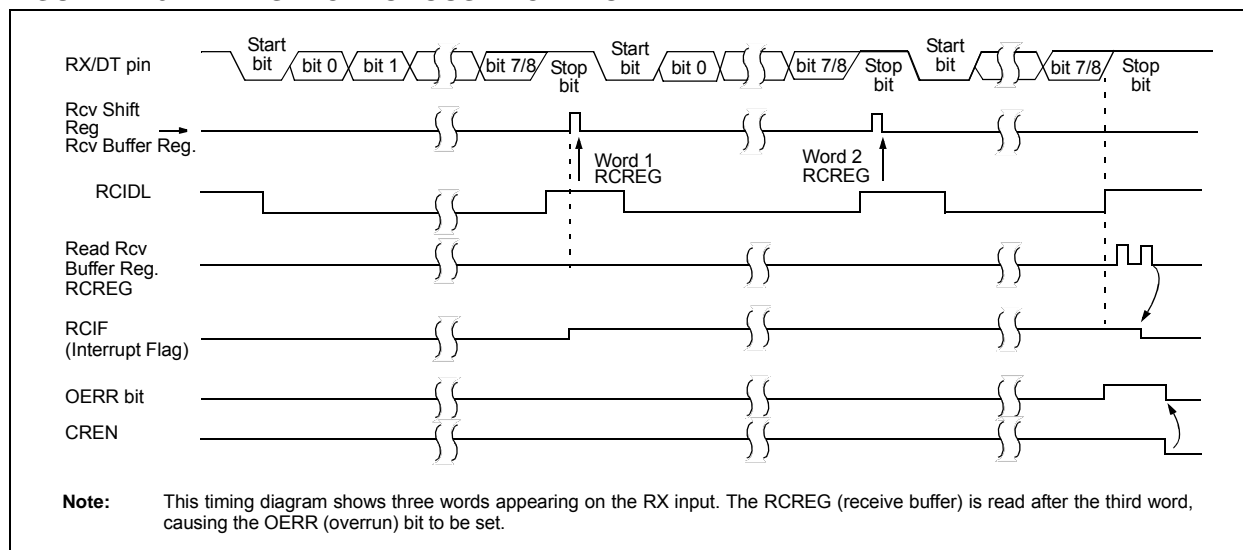 Start bit
bit 0
bit 1
bit 7/8
Stop bit
Start bit
bit 0
bit 7/8
Stop bit
Start bit
bit 7/8
Stop bit
RX/DT pin
Rcv Shift
Reg
Rcv Buffer Reg.
Word 1
RCREG
Word 2
RCREG
RCIDL
Read Rcv
Buffer Reg.
RCREG
RCIF
(Interrupt Flag)
OERR bit
CREN
Note: This timing diagram shows three words appearing on the RX input. The RCREG (receive buffer) is read after the third word,
causing the OERR (overrun) bit to be set.